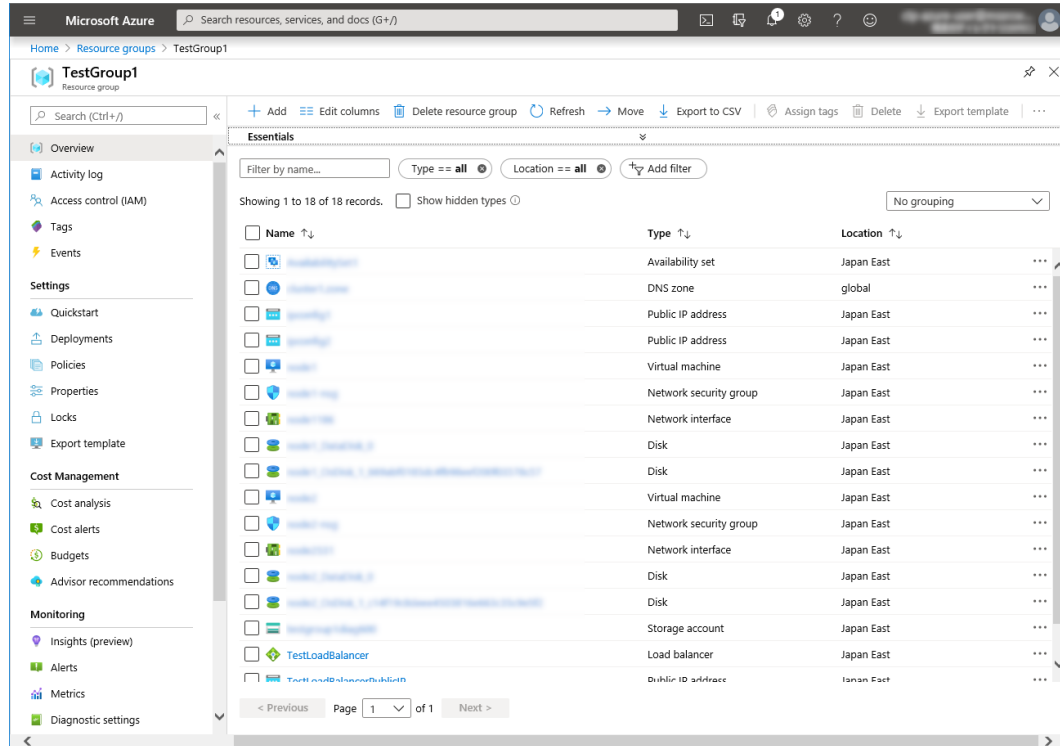 Microsoft Azure
Search resources, services, and docs (G+/)
1
Home > Resource groups > TestGroup1
TestGroup1
Resource group
Search (Ctrl+/)
Overview
Activity log
Access control (IAM)
Tags
Events
Settings
Quickstart
Deployments
Policies
Properties
Locks
Export template
Cost Management
Cost analysis
Cost alerts
Budgets
Advisor recommendations
Monitoring
Insights (preview)
Alerts
Metrics
Diagnostic settings
Add Edit columns Delete resource group Refresh Move Export to CSV Assign tags Delete Export template
Essentials
Filter by name... Type == all Location == all Add filter
Showing 1 to 18 of 18 records. Show hidden types No grouping
Name Type Location
Availability set Japan East
DNS zone global
Public IP address Japan East
Public IP address Japan East
Virtual machine Japan East
Network security group Japan East
Network interface Japan East
Disk Japan East
Disk Japan East
Virtual machine Japan East
Network security group Japan East
Network interface Japan East
Disk Japan East
Disk Japan East
Storage account Japan East
TestLoadBalancer Load balancer Japan East
TestLoadBalancerPublicIP Public IP address Japan East
< Previous Page 1 of 1 Next >